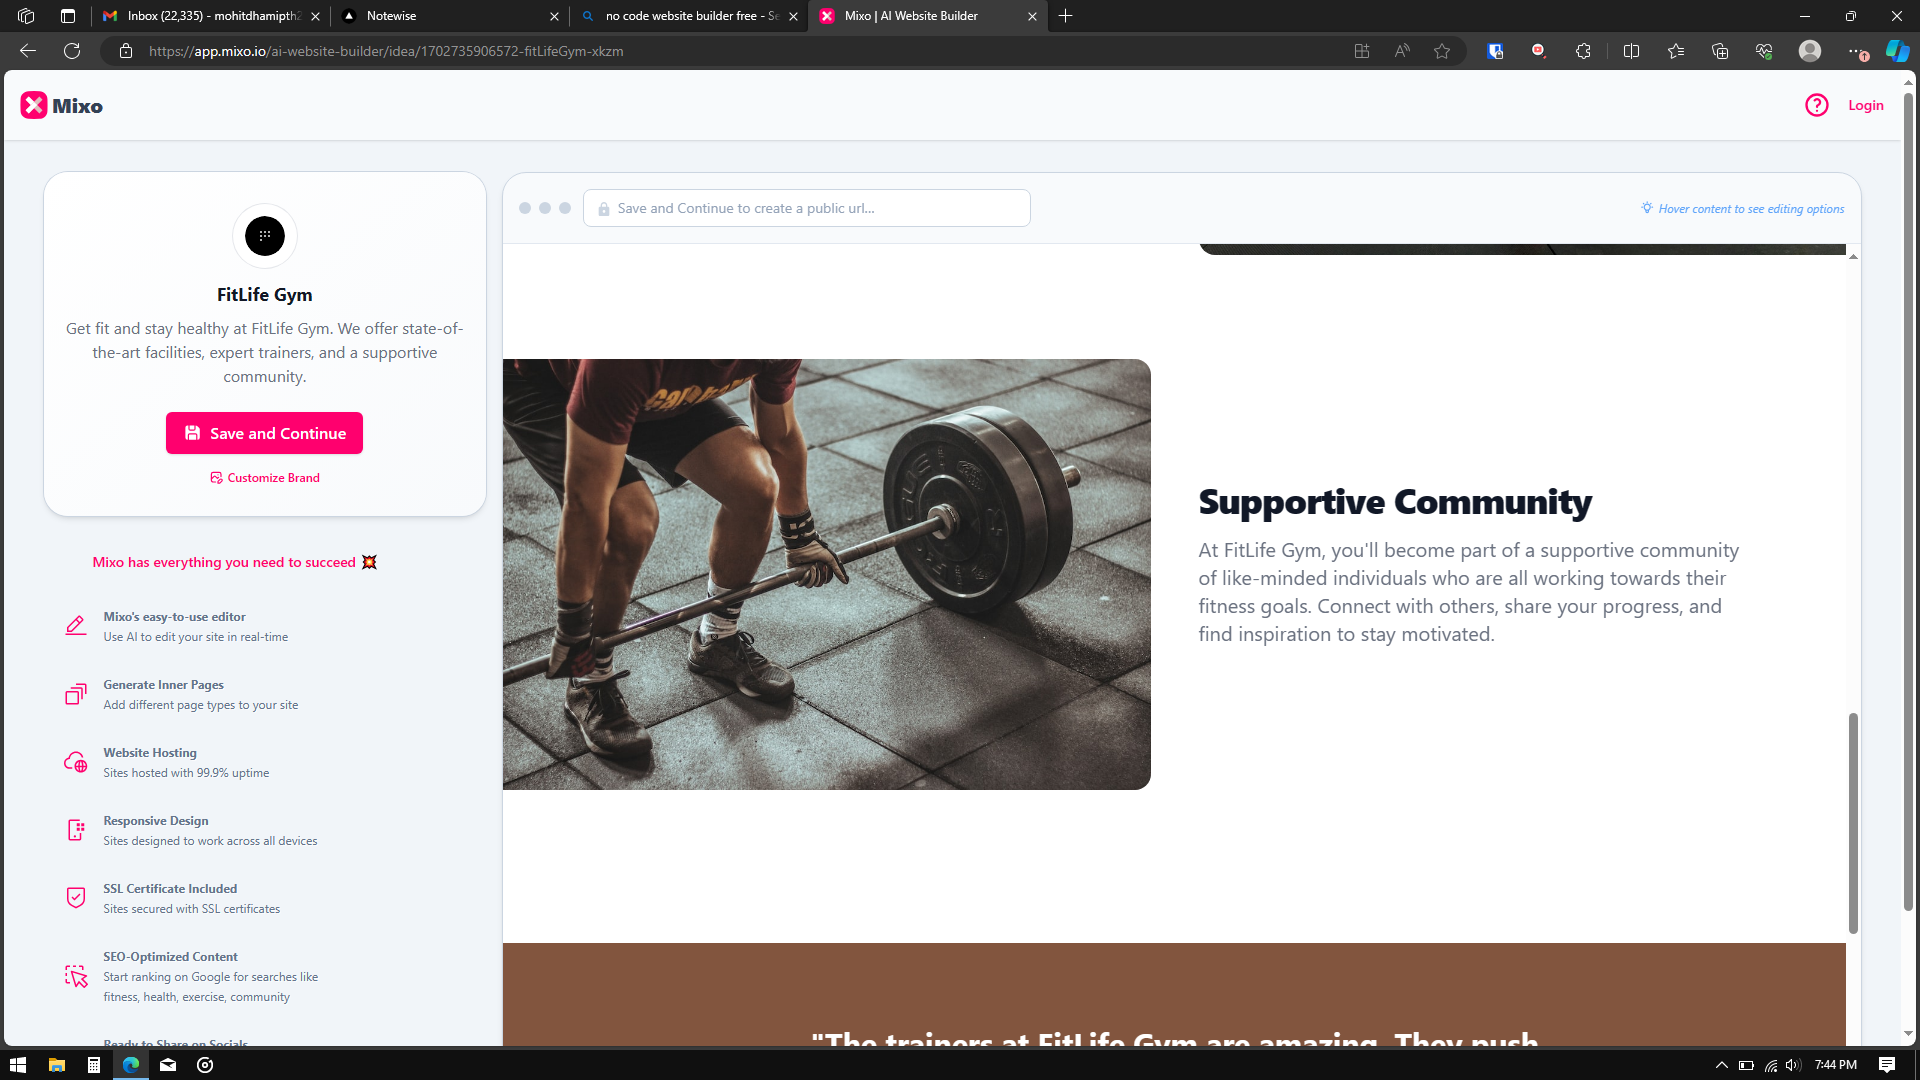 Inbox (22,335) - mohitdhamipth2
Notewise
no code website builder free - Se
Mixo | AI Website Builder
https://app.mixo.io/ai-website-builder/idea/1702735906572-fitLifeGym-xkzm
Mixo
Login
FitLife Gym
Get fit and stay healthy at FitLife Gym. We offer state-of-
the-art facilities, expert trainers, and a supportive
community.
Save and Continue
Customize Brand
Mixo has everything you need to succeed 💥
Mixo's easy-to-use editor
Use AI to edit your site in real-time
Generate Inner Pages
Add different page types to your site
Website Hosting
Sites hosted with 99.9% uptime
Responsive Design
Sites designed to work across all devices
SSL Certificate Included
Sites secured with SSL certificates
SEO-Optimized Content
Start ranking on Google for searches like
fitness, health, exercise, community
Ready to Share on Socials
Save and Continue to create a public url...
Hover content to see editing options
Supportive Community
At FitLife Gym, you'll become part of a supportive community
of like-minded individuals who are all working towards their
fitness goals. Connect with others, share your progress, and
find inspiration to stay motivated.
"The trainers at FitLife Gym are amazing. They push
7:44 PM